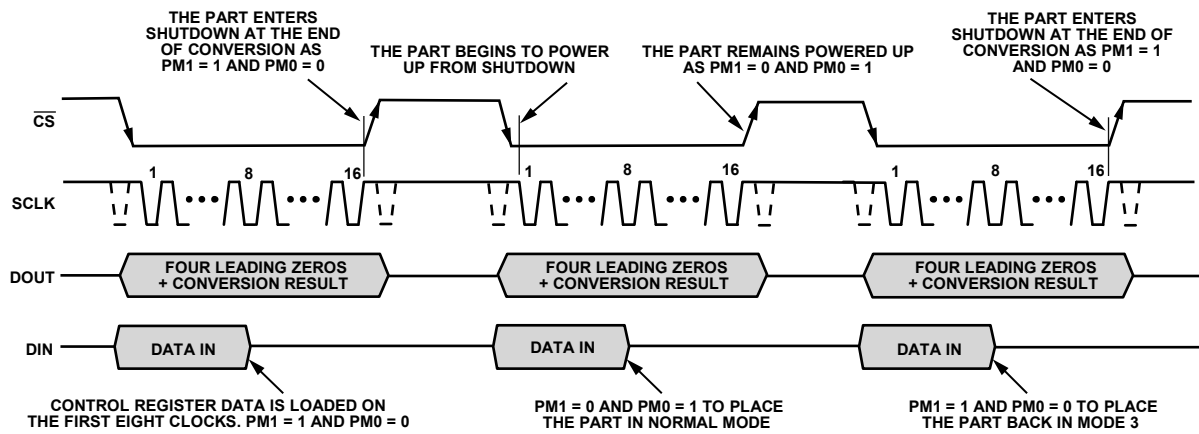 THE PART ENTERS
SHUTDOWN AT THE END
OF CONVERSION AS
PM1 = 1 AND PM0 = 0
THE PART BEGINS TO POWER
UP FROM SHUTDOWN
THE PART REMAINS POWERED UP
AS PM1 = 0 AND PM0 = 1
THE PART ENTERS
SHUTDOWN AT THE END OF
CONVERSION AS PM1 = 1
AND PM0 = 0
CS
SCLK
1 8 16 1 8 16 1 8 16
DOUT
FOUR LEADING ZEROS
+ CONVERSION RESULT
FOUR LEADING ZEROS
+ CONVERSION RESULT
FOUR LEADING ZEROS
+ CONVERSION RESULT
DIN
DATA IN
DATA IN
DATA IN
CONTROL REGISTER DATA IS LOADED ON
THE FIRST EIGHT CLOCKS. PM1 = 1 AND PM0 = 0
PM1 = 0 AND PM0 = 1 TO PLACE
THE PART IN NORMAL MODE
PM1 = 1 AND PM0 = 0 TO PLACE
THE PART BACK IN MODE 3